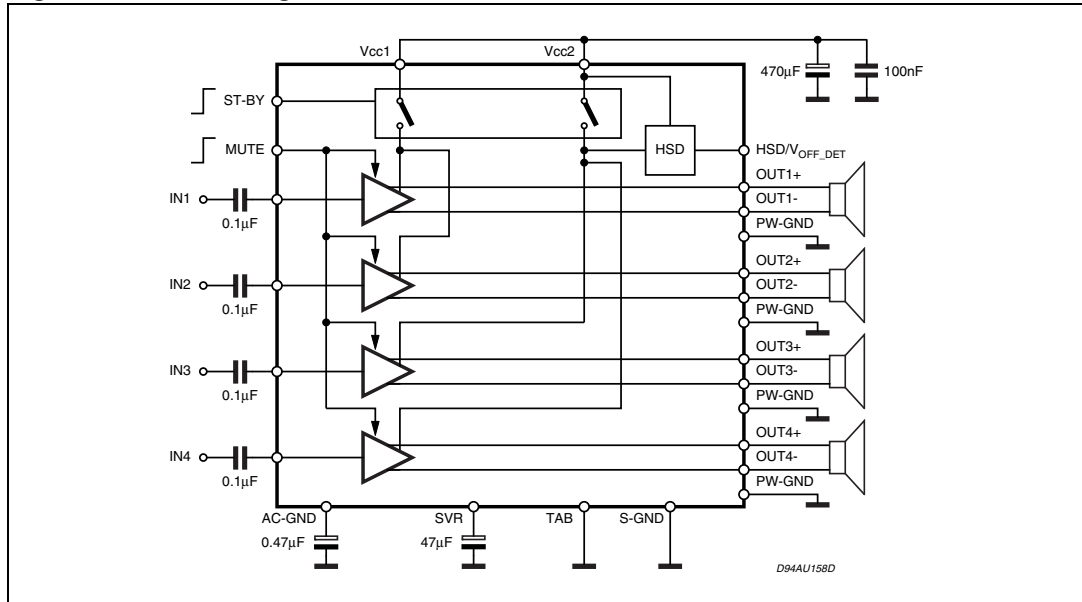 Vcc1
Vcc2
470µF
100nF
ST-BY
MUTE
HSD
HSD/VOFF_DET
OUT1+
IN1
OUT1-
0.1µF
PW-GND
OUT2+
IN2
OUT2-
0.1µF
PW-GND
OUT3+
IN3
OUT3-
0.1µF
PW-GND
OUT4+
IN4
OUT4-
0.1µF
PW-GND
AC-GND
SVR
TAB
S-GND
0.47µF
47µF
D94AU158D